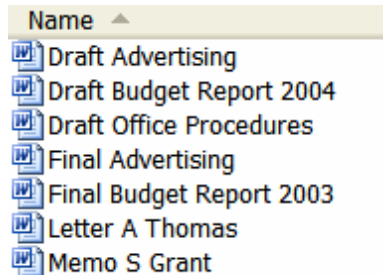 Name
Draft Advertising
Draft Budget Report 2004
Draft Office Procedures
Final Advertising
Final Budget Report 2003
Letter A Thomas
Memo S Grant